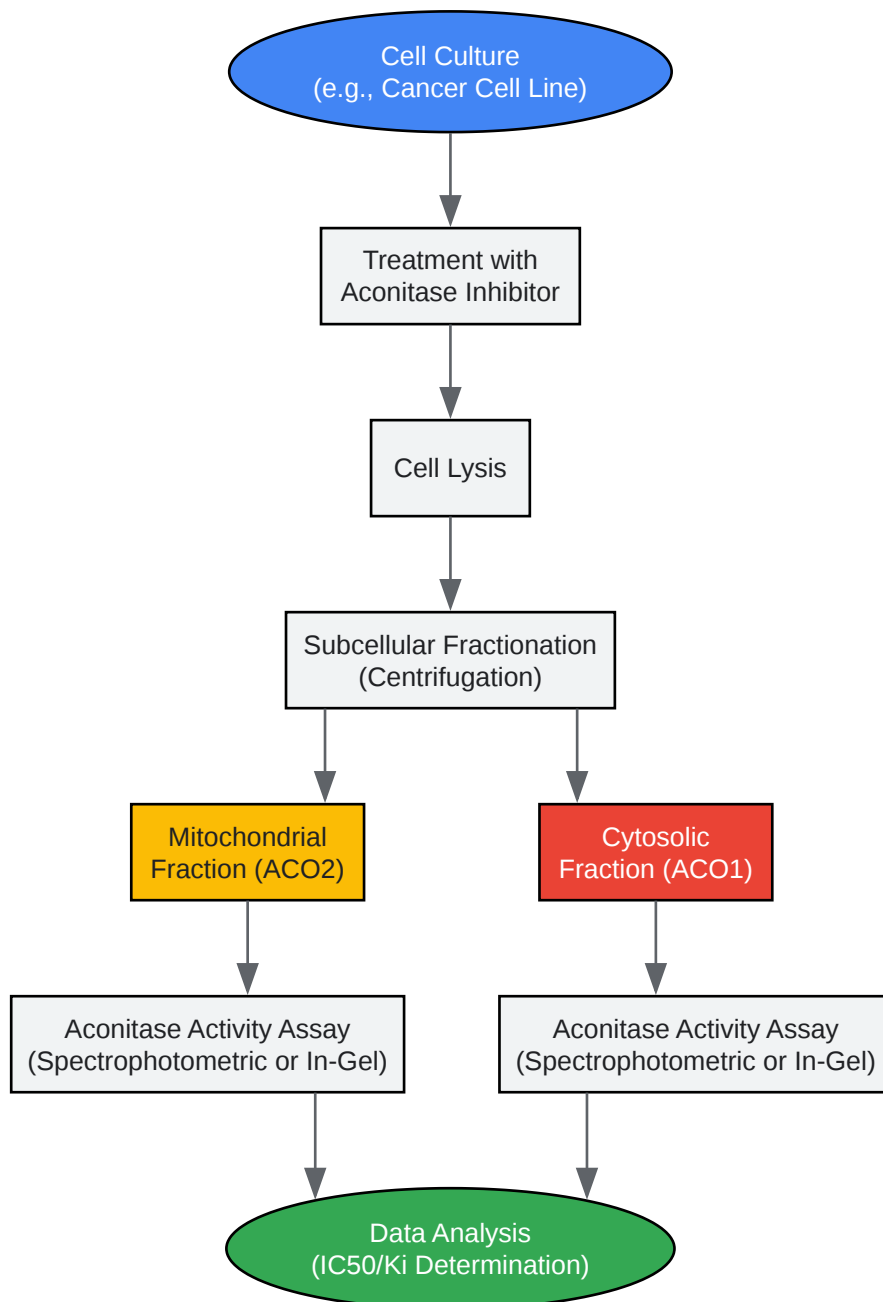 Cell Culture
(e.g., Cancer Cell Line)
Treatment with
Aconitase Inhibitor
Cell Lysis
Subcellular Fractionation
(Centrifugation)
Mitochondrial
Fraction (ACO2)
Cytosolic
Fraction (ACO1)
Aconitase Activity Assay
(Spectrophotometric or In-Gel)
Aconitase Activity Assay
(Spectrophotometric or In-Gel)
Data Analysis
(IC50/Ki Determination)